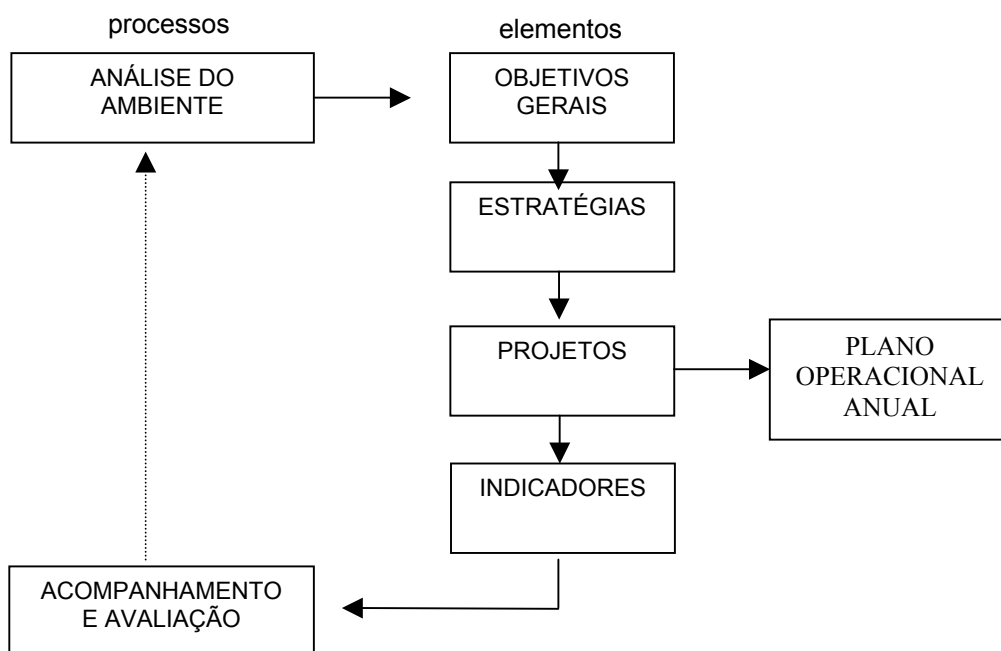 processos
elementos
ANÁLISE DO
AMBIENTE
OBJETIVOS
GERAIS
ESTRATÉGIAS
PROJETOS
PLANO
OPERACIONAL
ANUAL
INDICADORES
ACOMPANHAMENTO
E AVALIAÇÃO